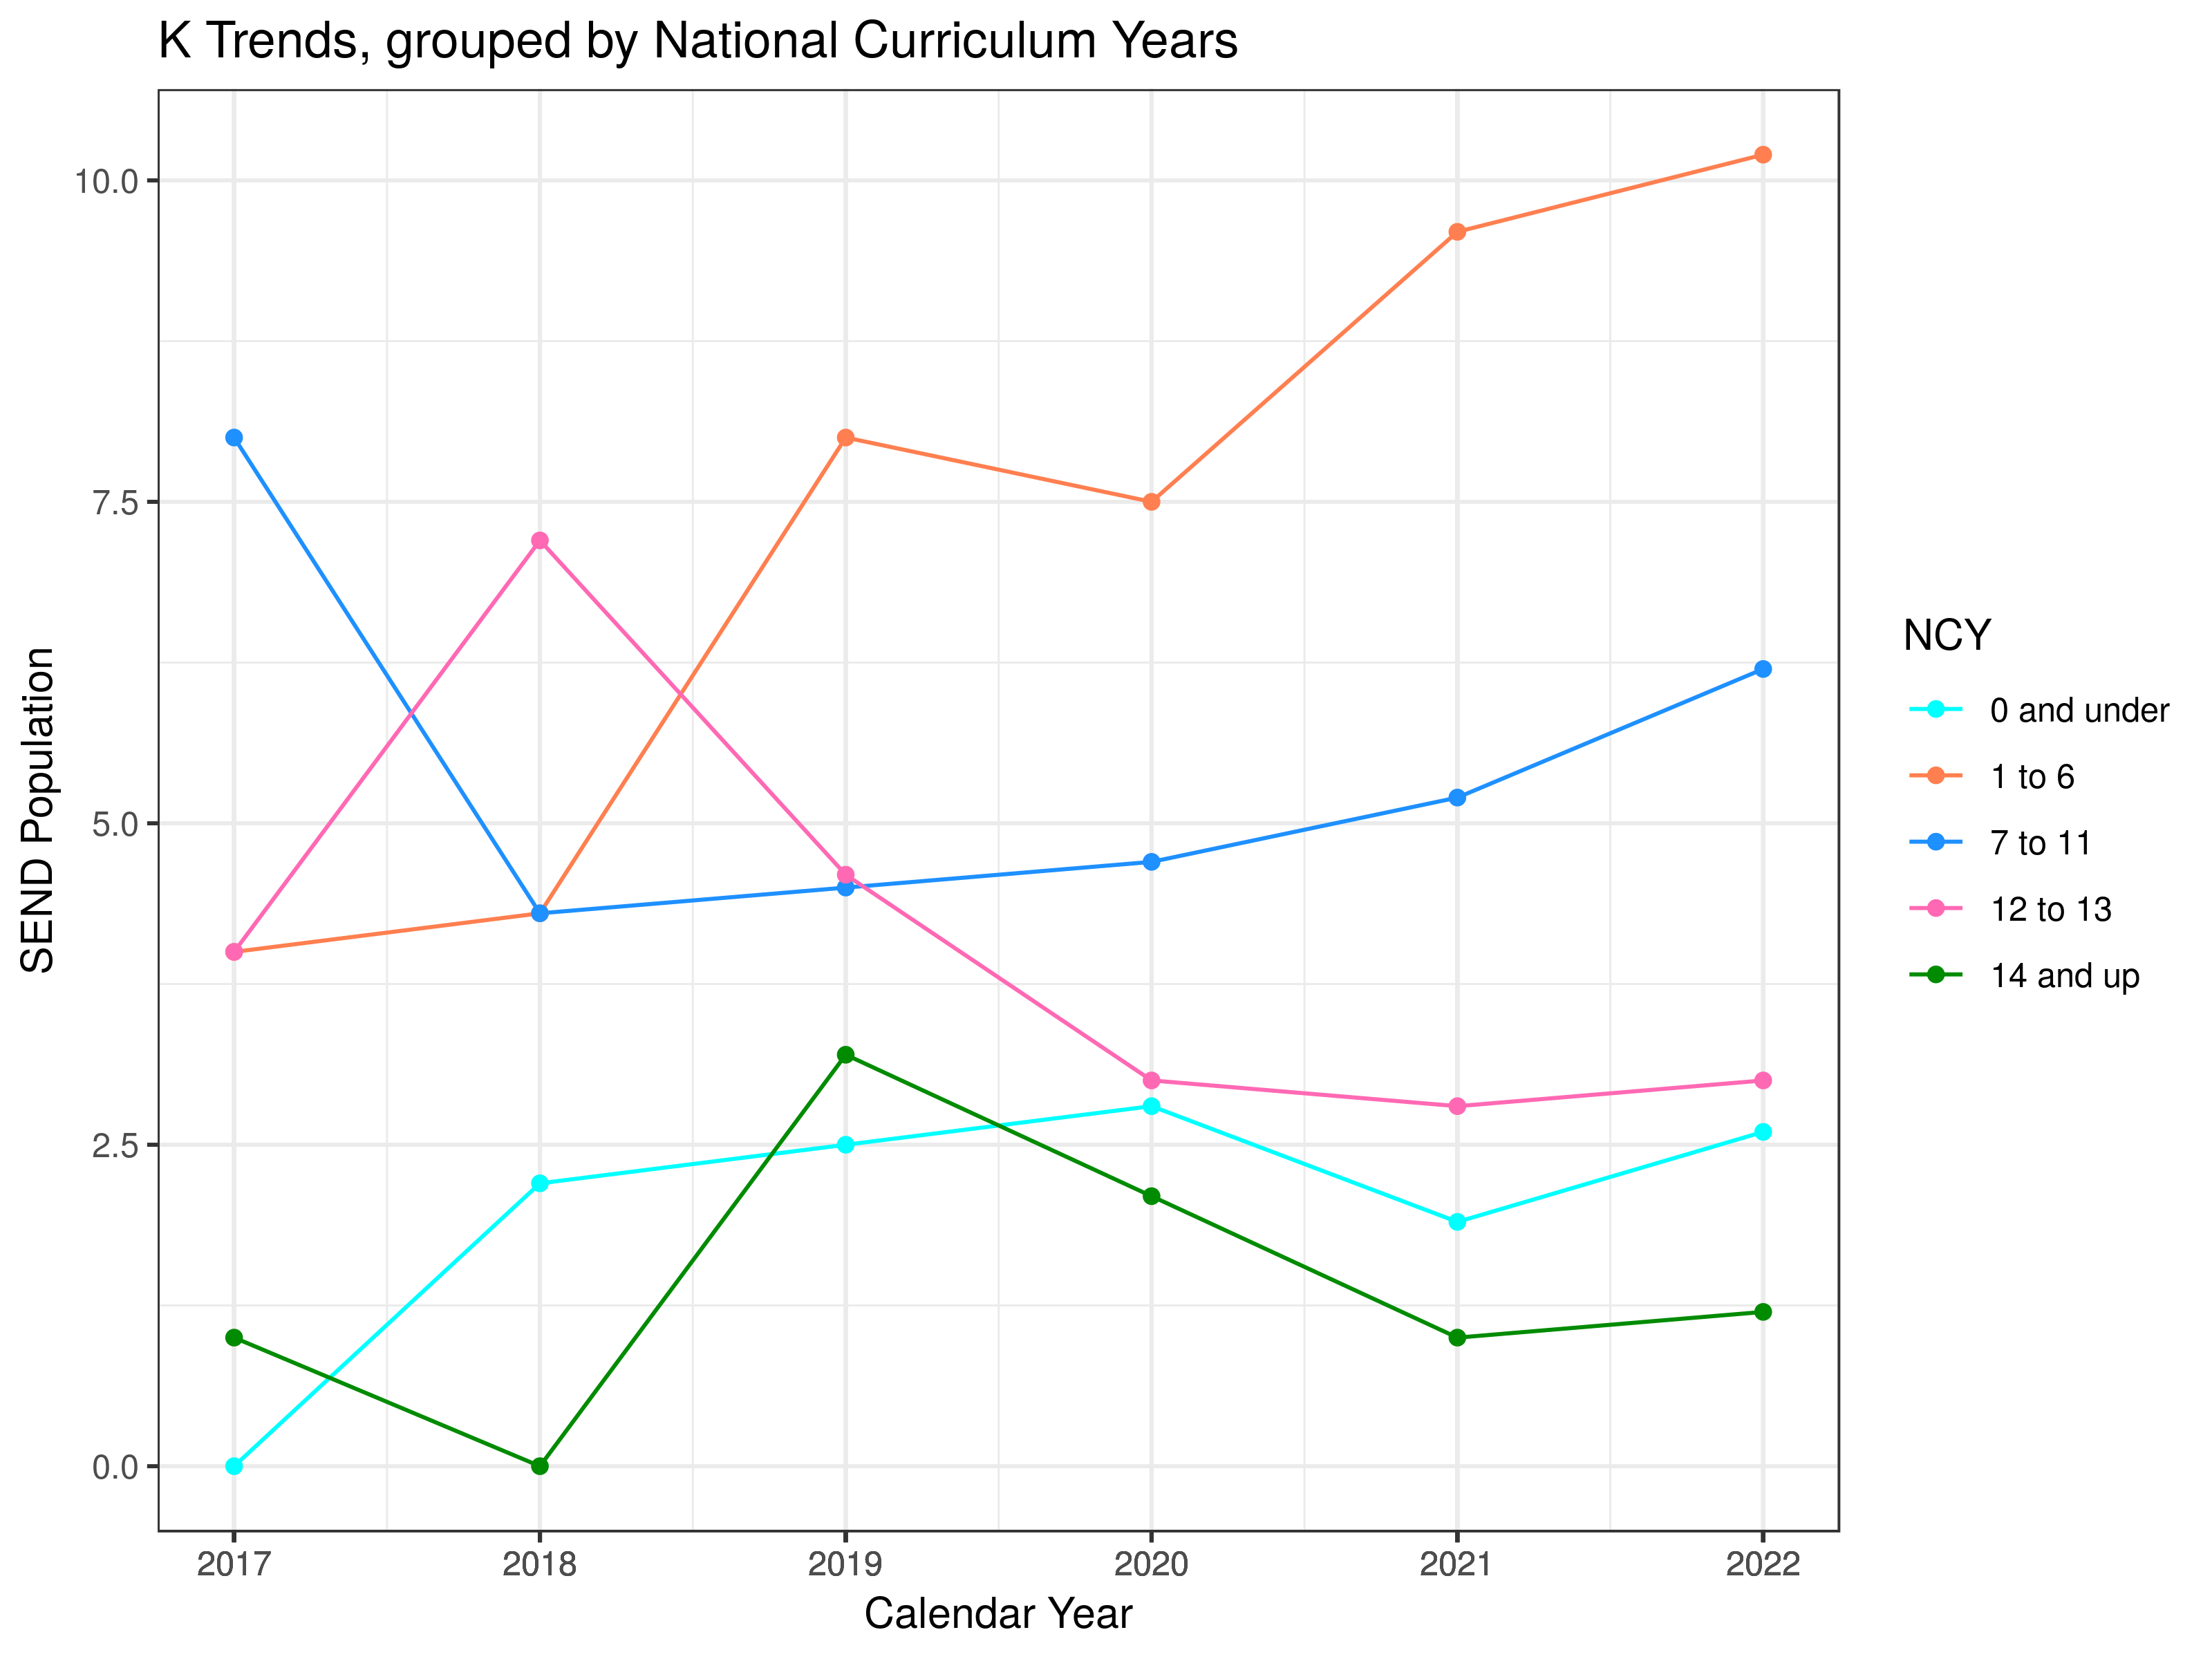 K Trends, grouped by National Curriculum Years
10.0
7.5
5.0
2.5
0.0
SEND Population
2017 2018 2019 2020 2021 2022
Calendar Year
NCY
0 and under
1 to 6
7 to 11
12 to 13
14 and up